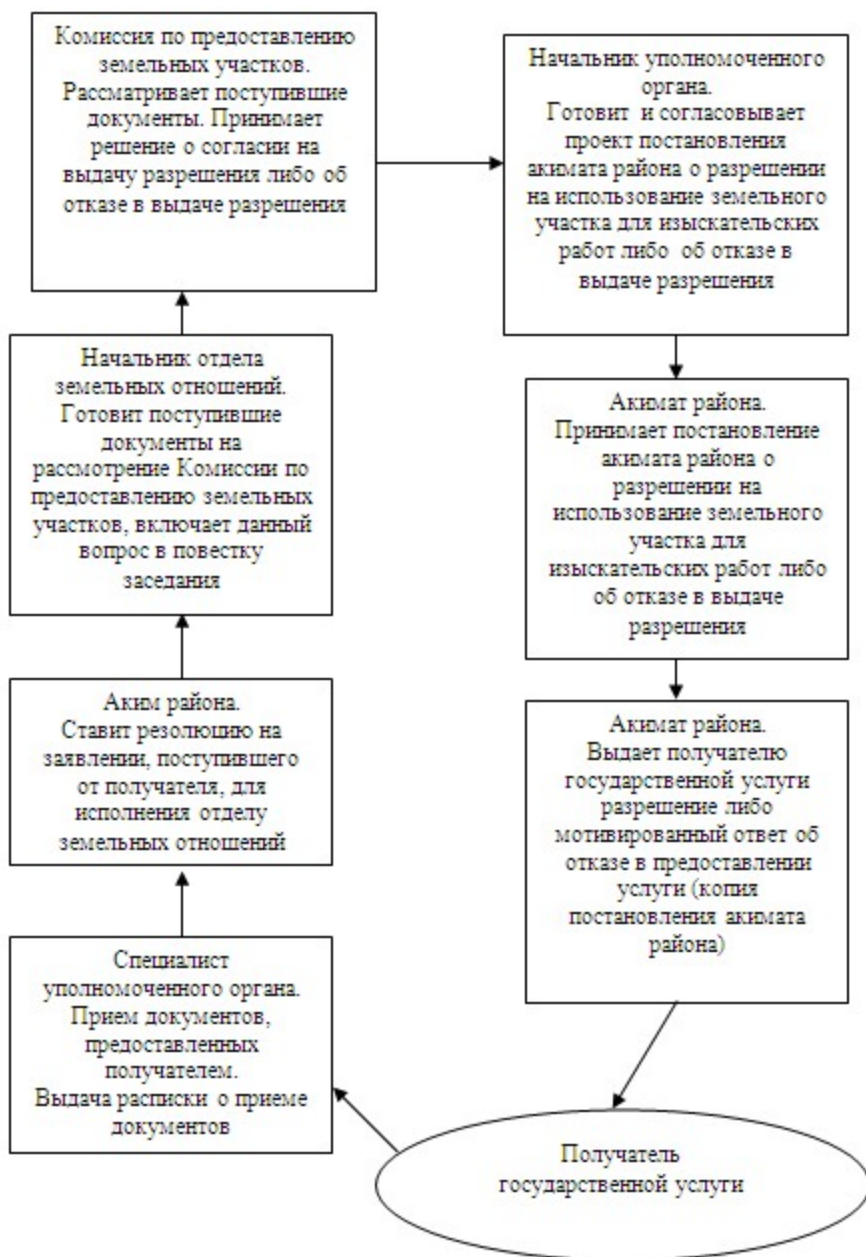 Комиссия по предоставлению
земельных участков.
Рассматривает поступившие
документы. Принимает
решение о согласии на
выдачу разрешения либо об
отказе в выдаче разрешения
Начальник уполномоченного
органа.
Готовит и согласовывает
проект постановления
акимата района о разрешении
на использование земельного
участка для изыскательских
работ либо об отказе в
выдаче разрешения
Начальник отдела
земельных отношений.
Готовит поступившие
документы на
рассмотрение Комиссии по
предоставлению земельных
участков, включает данный
вопрос в повестку
заседания
Акимат района.
Принимает постановление
акимата района о
разрешении на
использование земельного
участка для
изыскательских работ либо
об отказе в выдаче
разрешения
Аким района.
Ставит резолюцию на
заявлении, поступившего
от получателя, для
исполнения отделу
земельных отношений
Акимат района.
Выдает получателю
государственной услуги
разрешение либо
мотивированный ответ об
отказе в предоставлении
услуги (копия
постановления акимата
района)
Специалист
уполномоченного органа.
Прием документов,
предоставленных
получателем.
Выдача расписки о приеме
документов
Получатель
государственной услуги